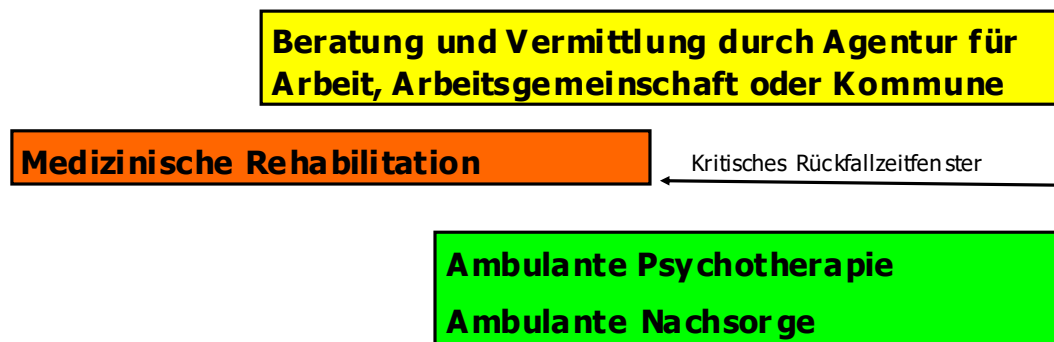 Beratung und Vermittlung durch Agentur für
Arbeit, Arbeitsgemeinschaft oder Kommune
Medizinische Rehabilitation
Kritisches Rückfallzeitfenster
Ambulante Psychotherapie
Ambulante Nachsorge